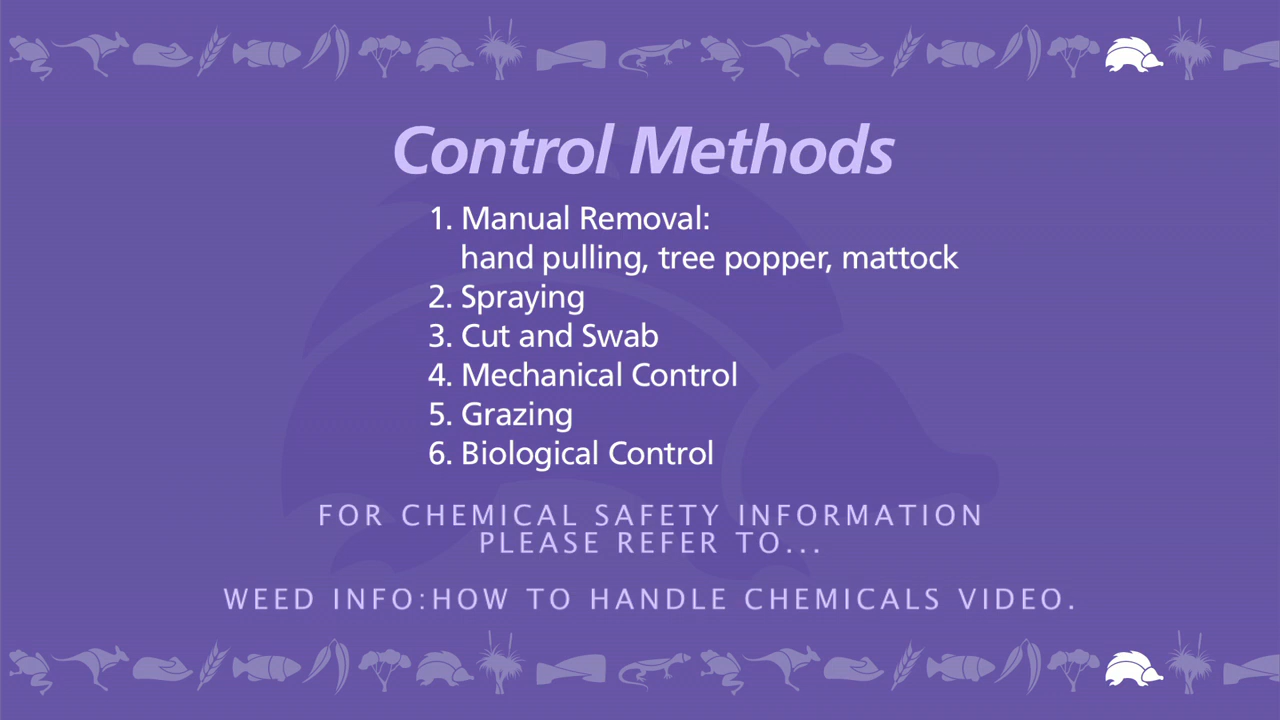 Control Methods
1. Manual Removal:
hand pulling, tree popper, mattock
2. Spraying
3. Cut and Swab
4. Mechanical Control
5. Grazing
6. Biological Control
FOR CHEMICAL SAFETY INFORMATION
PLEASE REFER TO...
WEED INFO:HOW TO HANDLE CHEMICALS VIDEO.